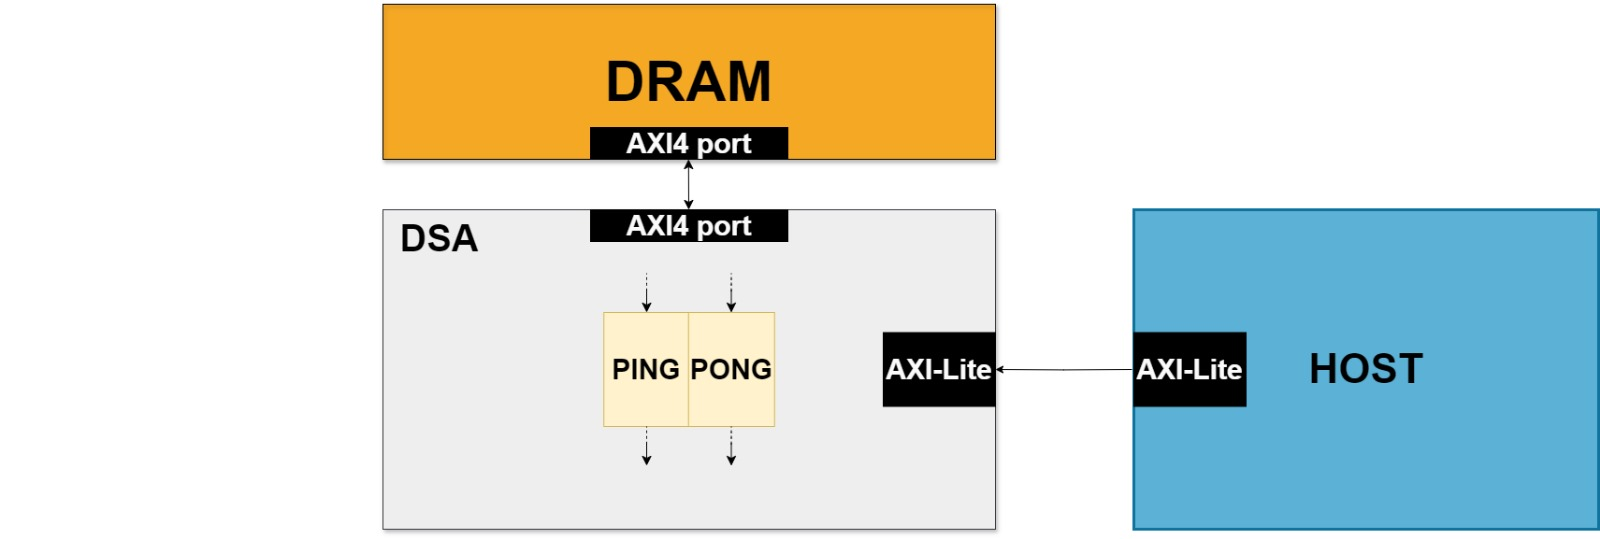 DRAM
AXI4 port
AXI4 port
DSA
PING PONG
AXI-Lite
AXI-Lite
HOST